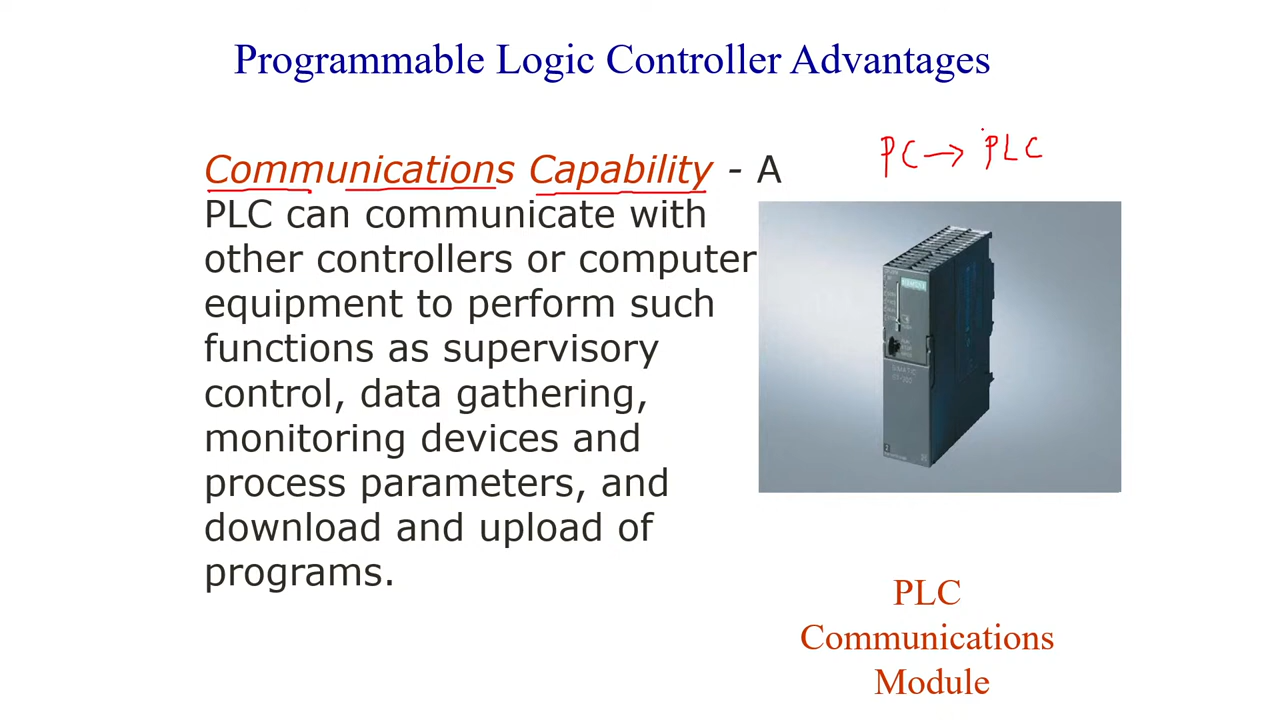 Programmable Logic Controller Advantages
PC → PLC
Communications Capability - A
PLC can communicate with
other controllers or computer
equipment to perform such
functions as supervisory
control, data gathering,
monitoring devices and
process parameters, and
download and upload of
programs.
SIEMENS
SIMATIC
PLC
Communications
Module